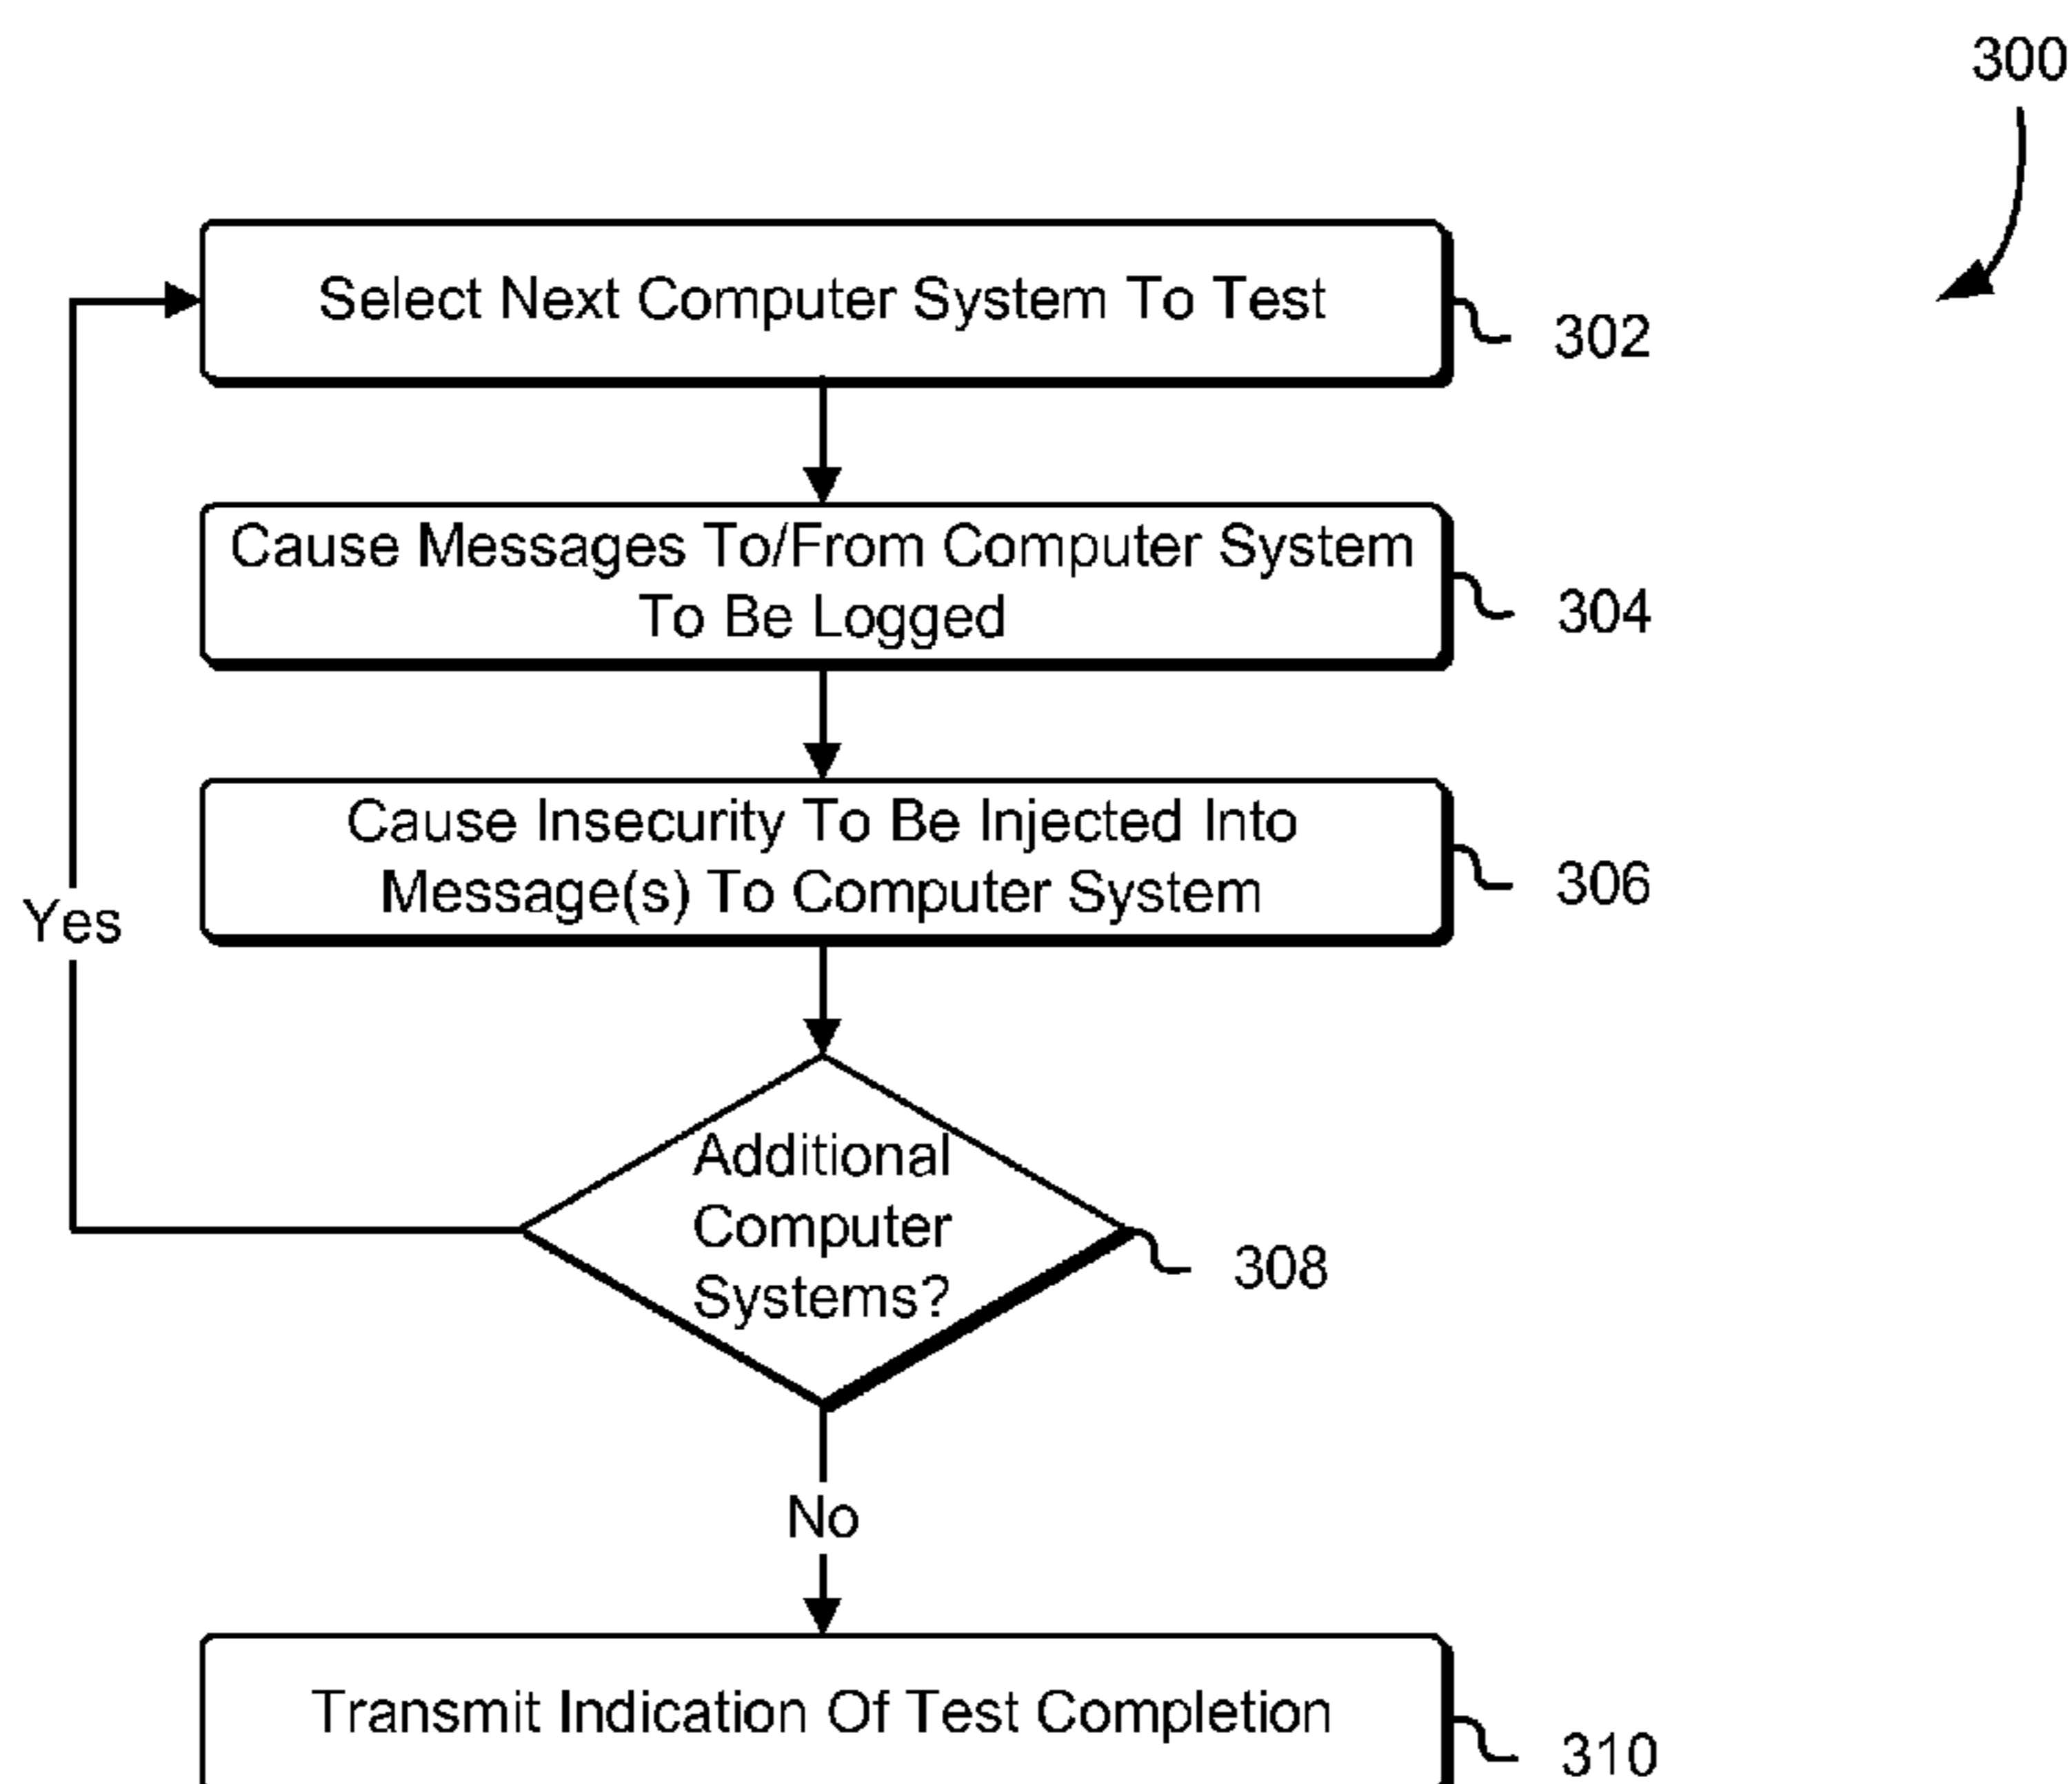 300
Select Next Computer System To Test
302
Cause Messages To/From Computer System
To Be Logged
304
Cause Insecurity To Be Injected Into
Message(s) To Computer System
306
Yes
Additional
Computer
Systems?
308
No
Transmit Indication Of Test Completion
310